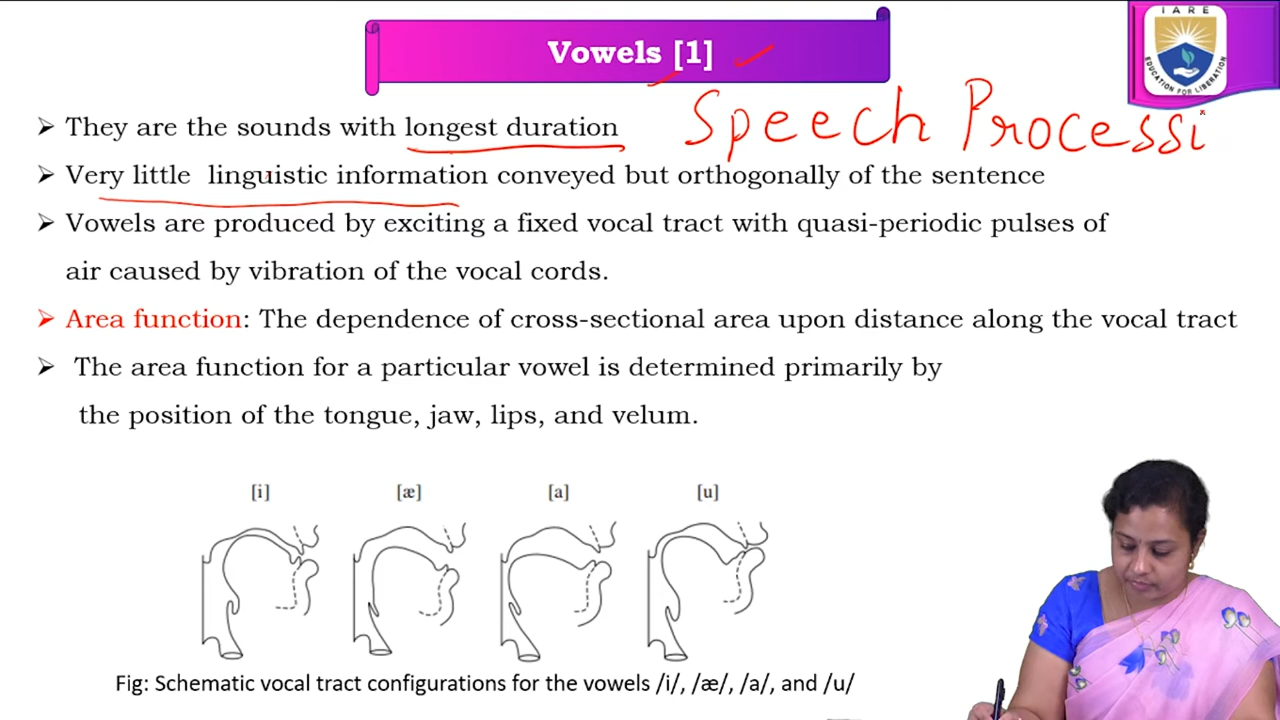 IARE
EDUCATION FOR LIBERATION
Vowels [1]
Speech Processi
➢ They are the sounds with longest duration
➢ Very little linguistic information conveyed but orthogonally of the sentence
➢ Vowels are produced by exciting a fixed vocal tract with quasi-periodic pulses of
air caused by vibration of the vocal cords.
➢ Area function: The dependence of cross-sectional area upon distance along the vocal tract
➢ The area function for a particular vowel is determined primarily by
the position of the tongue, jaw, lips, and velum.
[i] [æ] [a] [u]
Fig: Schematic vocal tract configurations for the vowels /i/, /æ/, /a/, and /u/